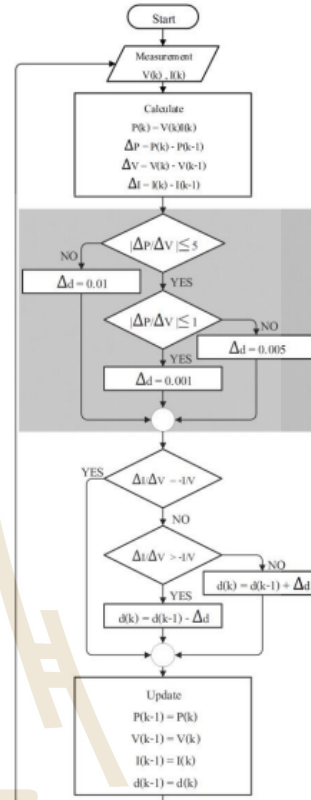 Start
Measurement
V(k) , I(k)
Calculate
P(k) = V(k)I(k)
ΔP = P(k) - P(k-1)
ΔV = V(k) - V(k-1)
ΔI = I(k) - I(k-1)
|ΔP/ΔV| ≤ 5
NO
Δd = 0.01
YES
|ΔP/ΔV| ≤ 1
NO
Δd = 0.005
YES
Δd = 0.001
YES
ΔI/ΔV = -I/V
NO
ΔI/ΔV > -I/V
NO
d(k) = d(k-1) + Δd
YES
d(k) = d(k-1) - Δd
Update
P(k-1) = P(k)
V(k-1) = V(k)
I(k-1) = I(k)
d(k-1) = d(k)